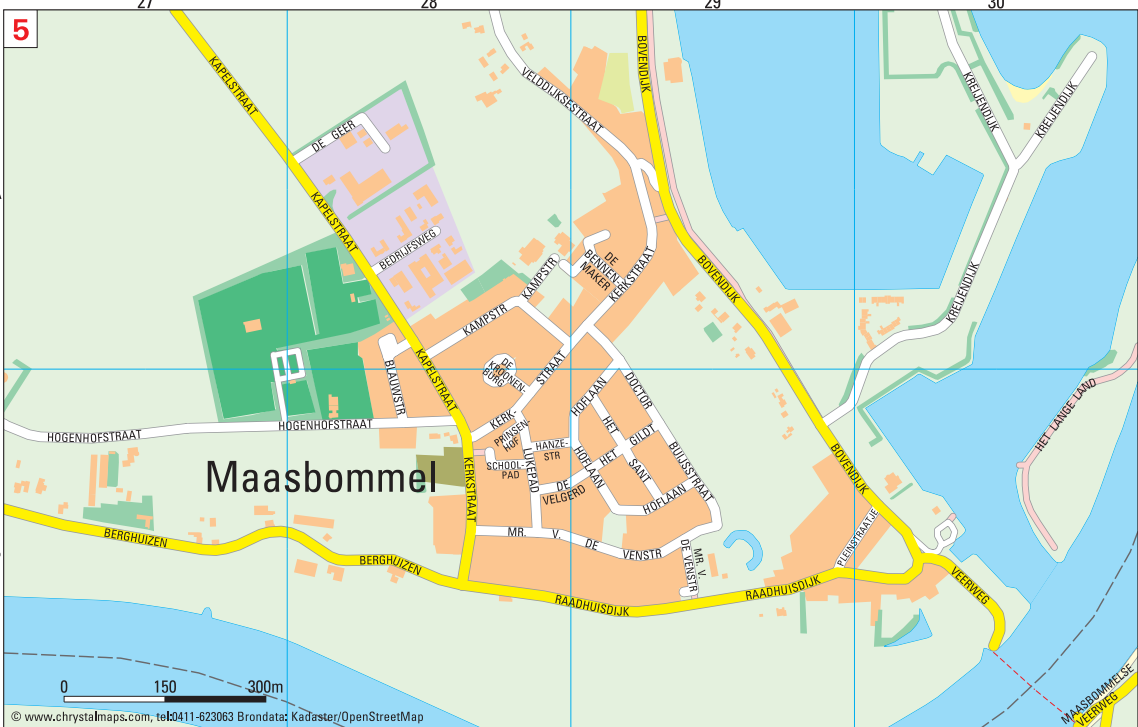 27
28
29
30
5
KAPELSTRAAT
VELDDIJKSESTRAAT
BOVENDIJK
KREIJENDIJK
KREIJENDIJK
DE GEER
KAPELSTRAAT
BEDRIJFSWEG
KAMPSTR
DE
BENNEN-
MAKER
KERKSTRAAT
BOVENDIJK
KREIJENDIJK
KAMPSTR
KAPELSTRAAT
BLAUWSTR
DE
KROONEN-
BURG
STRAAT
KERK-
PRINSEN-
HOF
HOFLAAN
DOCTOR
BUIJSSTRAAT
HET LANGE LAND
HOGENHOFSTRAAT
HOGENHOFSTRAAT
HET
SANT
HET GILDT
HANZE-
STR
HOFLAAN
SCHOOL-
PAD
LUKEPAD
KERKSTRAAT
Maasbommel
DE
VELGERD
HOFLAAN
BOVENDIJK
PLEINSTRAATJE
BERGHUIZEN
BERGHUIZEN
MR. V. DE VENSTR
MR. V.
DE VENSTR
RAADHUISDIJK
RAADHUISDIJK
VEERWEG
MAASBOMMELSE
VEERWEG
0 150 300m
© www.chrystalmaps.com, tel:0411-623063 Brondata: Kadaster/OpenStreetMap